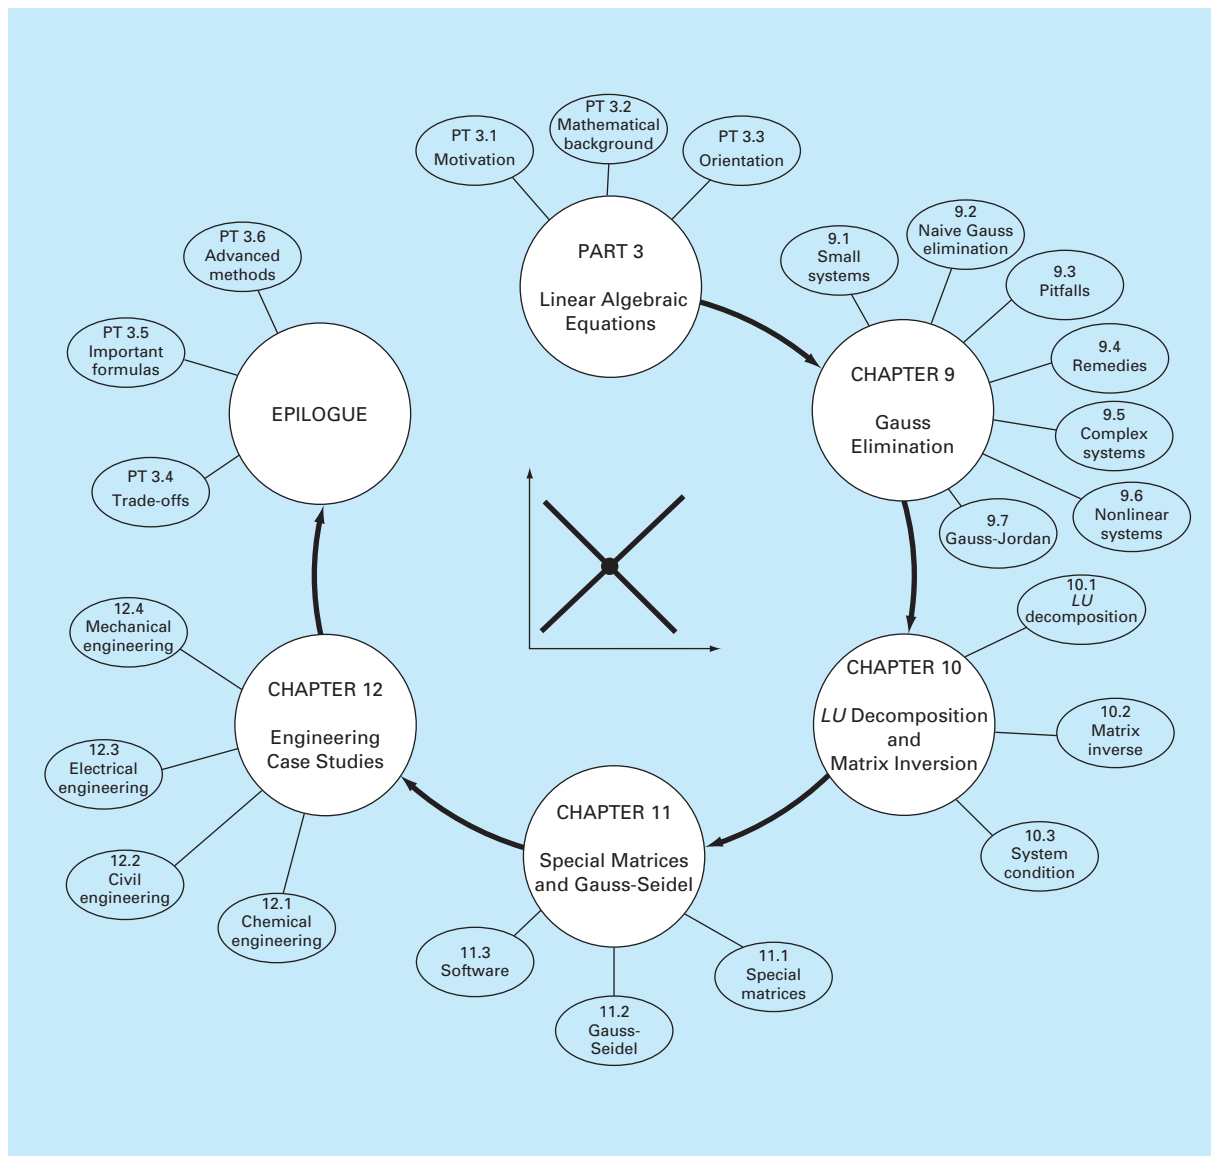 PT 3.1
Motivation
PT 3.2
Mathematical
background
PT 3.3
Orientation
PART 3
Linear Algebraic
Equations
9.1
Small
systems
9.2
Naive Gauss
elimination
9.3
Pitfalls
9.4
Remedies
9.5
Complex
systems
9.6
Nonlinear
systems
9.7
Gauss-Jordan
CHAPTER 9
Gauss
Elimination
10.1
LU
decomposition
10.2
Matrix
inverse
10.3
System
condition
CHAPTER 10
LU Decomposition
and
Matrix Inversion
CHAPTER 11
Special Matrices
and Gauss-Seidel
11.1
Special
matrices
11.2
Gauss-
Seidel
11.3
Software
CHAPTER 12
Engineering
Case Studies
12.1
Chemical
engineering
12.2
Civil
engineering
12.3
Electrical
engineering
12.4
Mechanical
engineering
EPILOGUE
PT 3.4
Trade-offs
PT 3.5
Important
formulas
PT 3.6
Advanced
methods